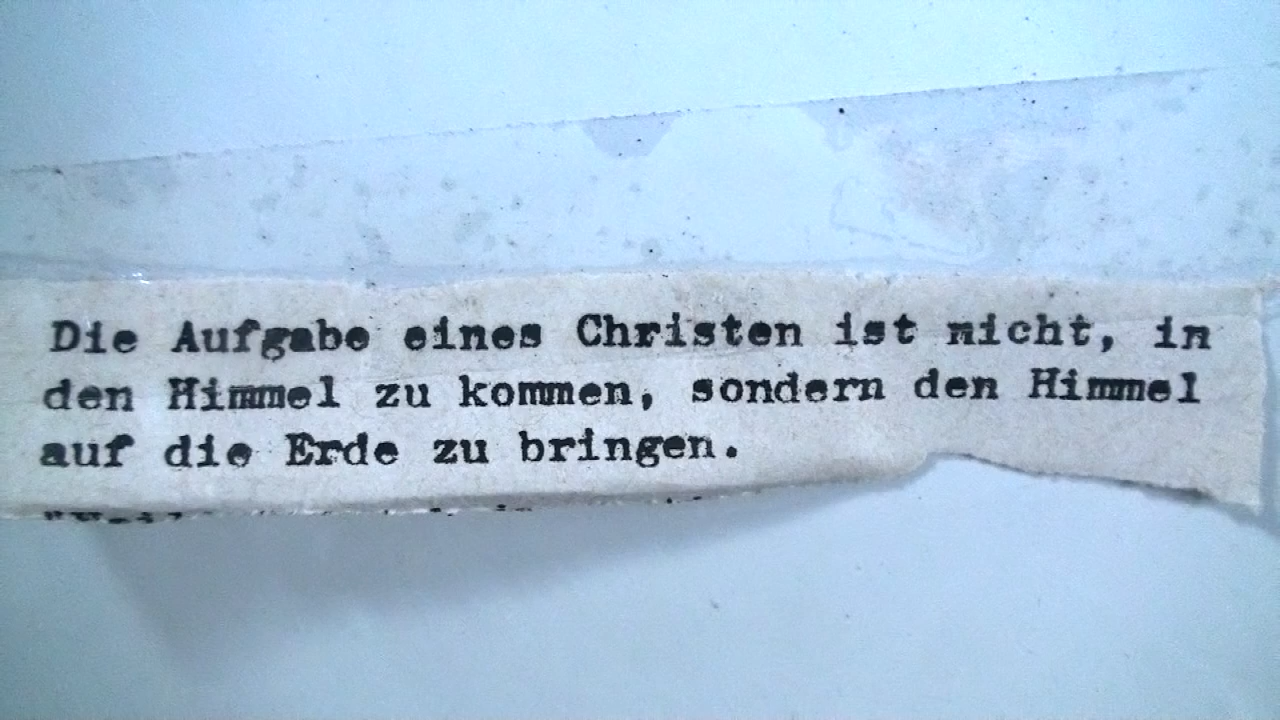 Die Aufgabe eines Christen ist nicht, in
den Himmel zu kommen, sondern den Himmel
auf die Erde zu bringen.